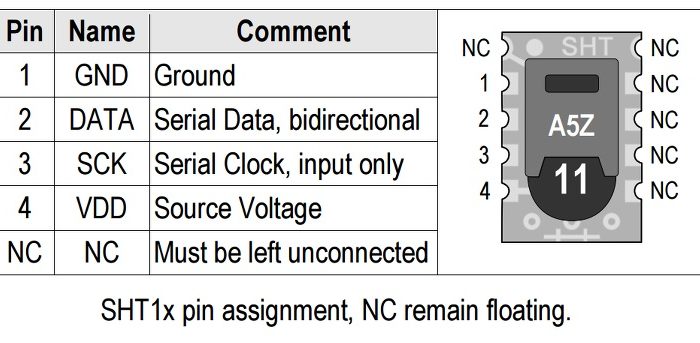 Pin Name Comment
1 GND Ground
2 DATA Serial Data, bidirectional
3 SCK Serial Clock, input only
4 VDD Source Voltage
NC NC Must be left unconnected
NC SHT NC
1 NC
2 A5Z NC
3 11 NC
4 NC
SHT1x pin assignment, NC remain floating.